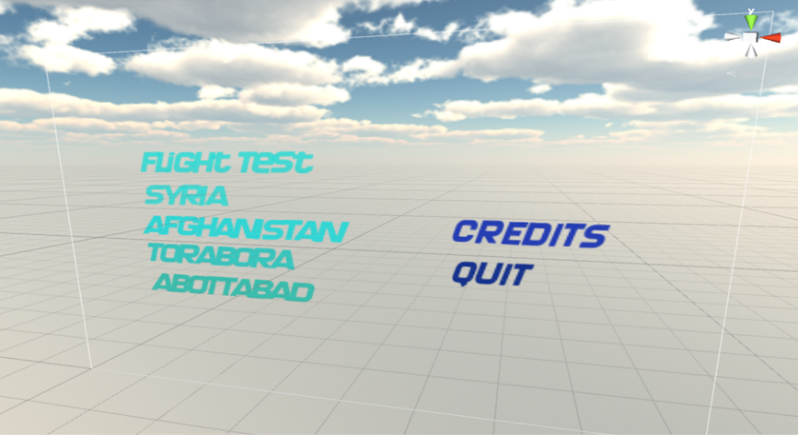 FLiGHt TeSt
SYRIA
AFGHANISTAN
TORABORA
ABOTTABAD
CREDITS
QUIT
y